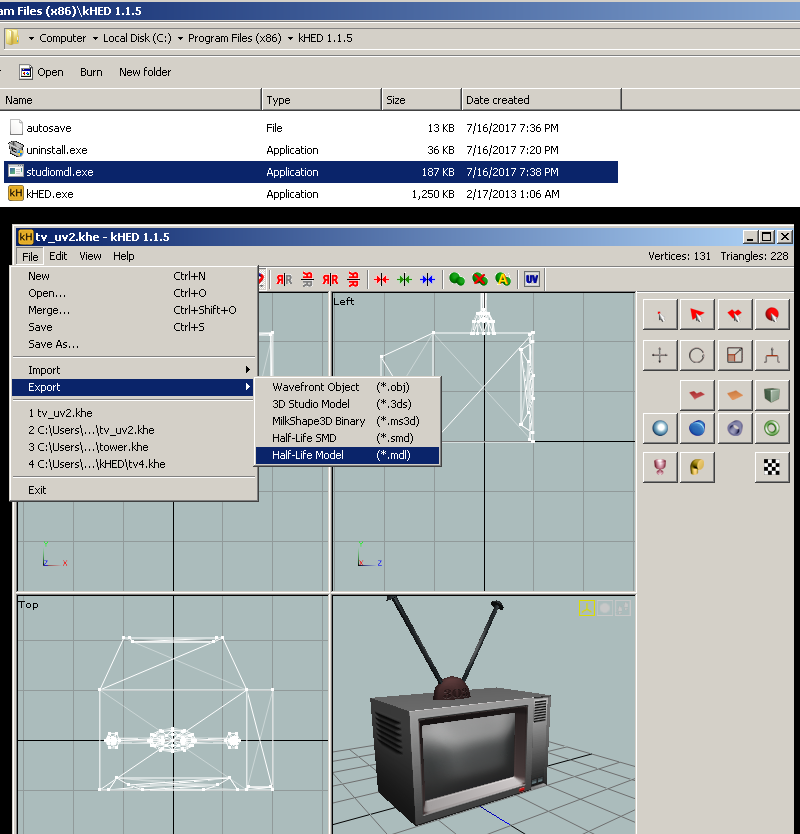 am Files (x86)\kHED 1.1.5
Computer Local Disk (C:) Program Files (x86) kHED 1.1.5
Open Burn New folder
Name Type Size Date created
autosave File 13 KB 7/16/2017 7:36 PM
uninstall.exe Application 36 KB 7/16/2017 7:20 PM
studiomdl.exe Application 187 KB 7/16/2017 7:38 PM
kH kHED.exe Application 1,250 KB 2/17/2013 1:06 AM
kH tv_uv2.khe - kHED 1.1.5
File Edit View Help Vertices: 131 Triangles: 228
New Ctrl+N
Open... Ctrl+O
Merge... Ctrl+Shift+O
Save Ctrl+S
Save As...
Import
Export
1 tv_uv2.khe
2 C:\Users\...\tv_uv2.khe
3 C:\Users\...\tower.khe
4 C:\Users\...\kHED\tv4.khe
Exit
Wavefront Object (*.obj)
3D Studio Model (*.3ds)
MilkShape3D Binary (*.ms3d)
Half-Life SMD (*.smd)
Half-Life Model (*.mdl)
UV
Left
Y
Z X
Y
X Z
Top